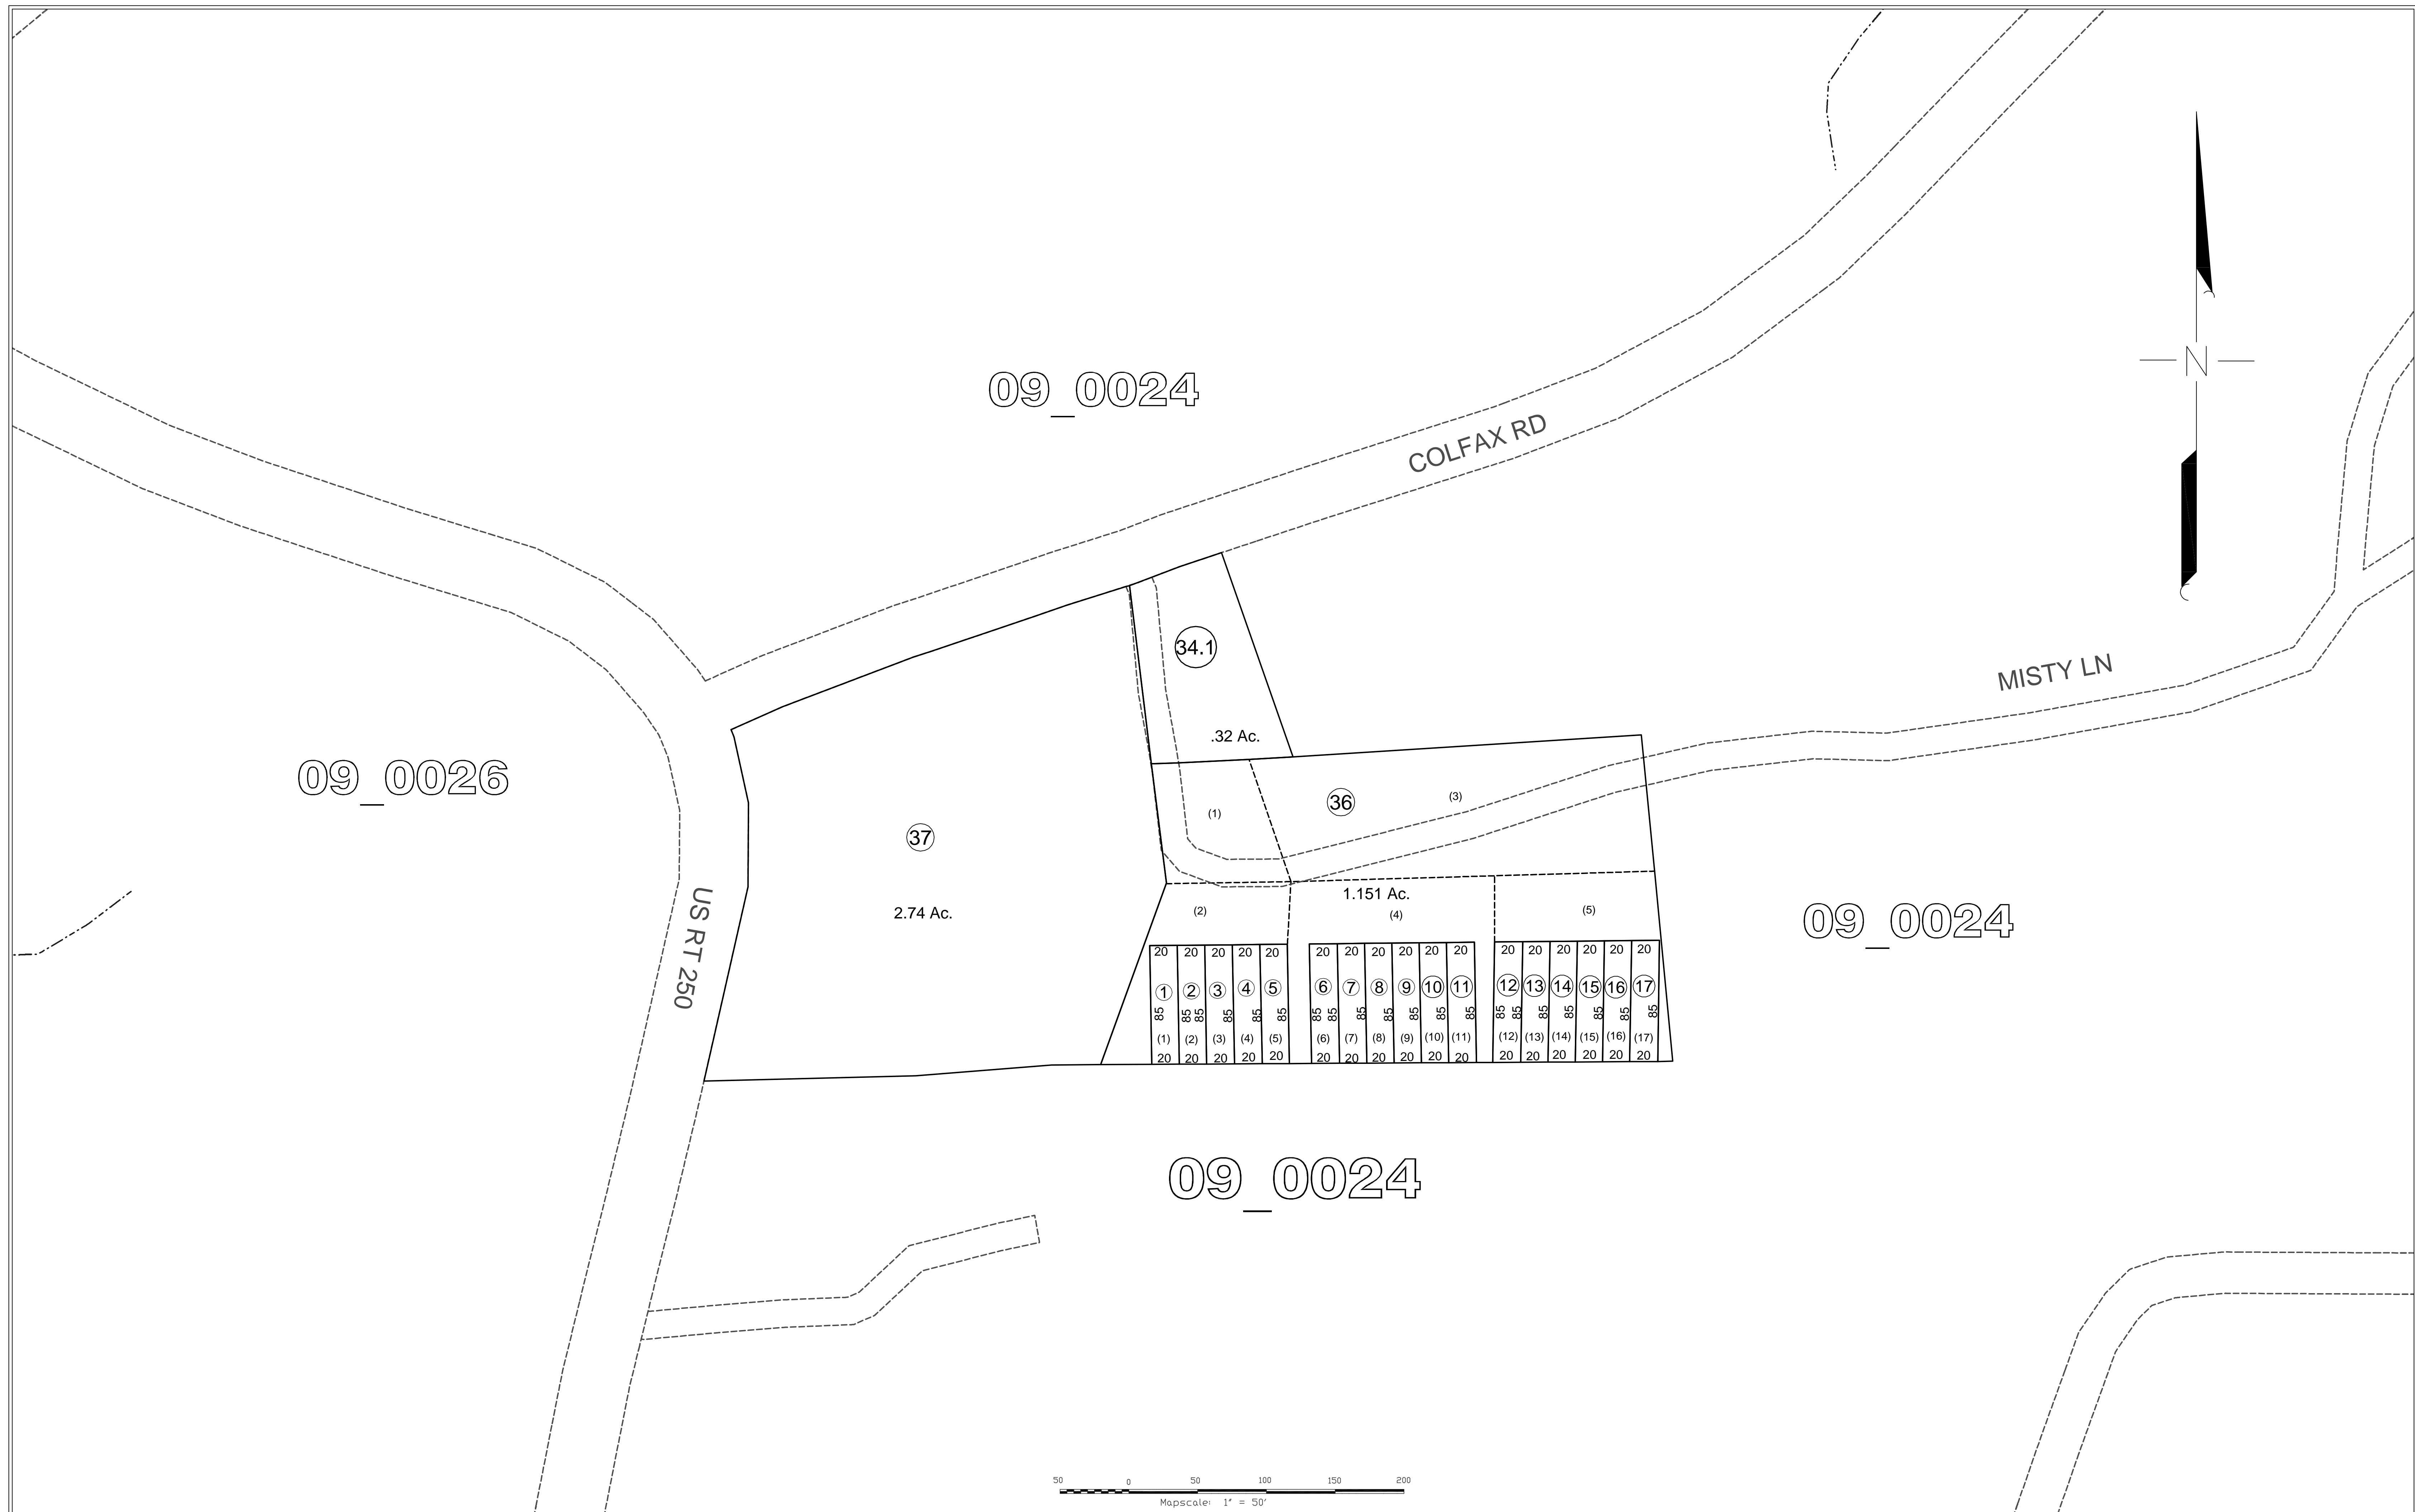 09_0024
COLFAX RD
N
34.1
.32 Ac.
MISTY LN
09_0026
37
2.74 Ac.
US RT 250
(1)
36
(3)
1.151 Ac.
(2)
(4)
(5)
09_0024
20 20 20 20 20 20 20 20 20 20 20 20 20 20 20 20 20
1 2 3 4 5 6 7 8 9 10 11 12 13 14 15 16 17
85 85 85 85 85 85 85 85 85 85 85 85 85 85 85 85 85 85 85 85
(1) (2) (3) (4) (5) (6) (7) (8) (9) (10) (11) (12) (13) (14) (15) (16) (17)
20 20 20 20 20 20 20 20 20 20 20 20 20 20 20 20 20
09_0024
50 0 50 100 150 200
Mapscale: 1" = 50'